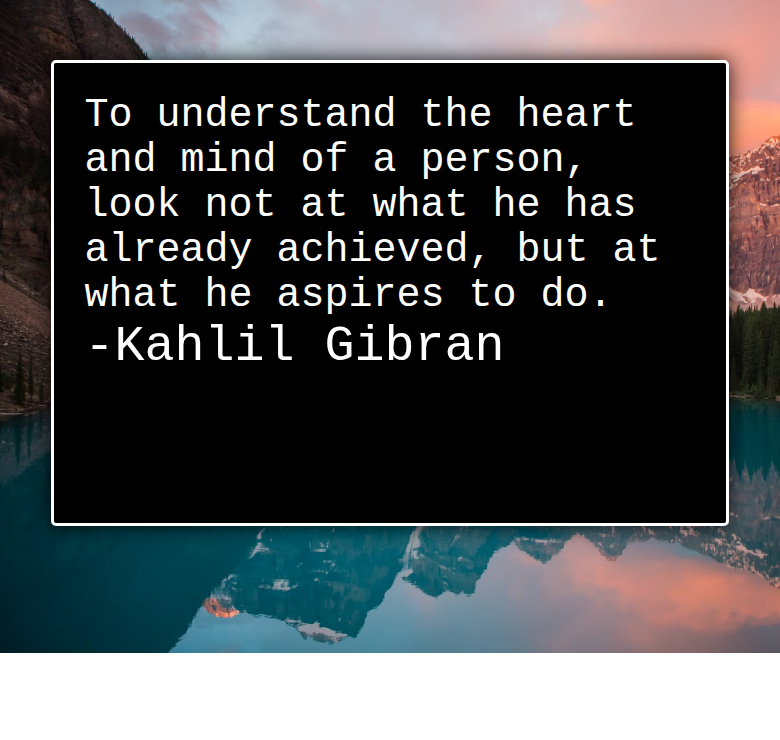 To understand the heart
and mind of a person,
look not at what he has
already achieved, but at
what he aspires to do.
-Kahlil Gibran